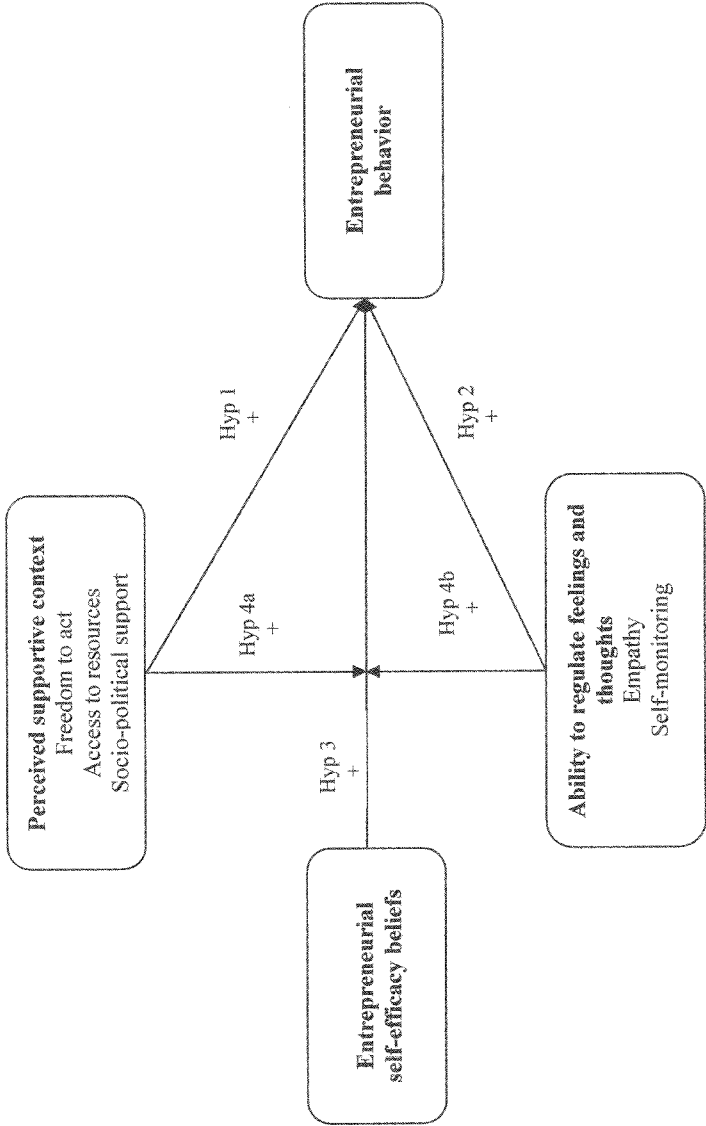 Perceived supportive context
Freedom to act
Access to resources
Socio-political support
Hyp 4a
+
Hyp 1
+
Entrepreneurial
self-efficacy beliefs
Hyp 3
+
Entrepreneurial
behavior
Hyp 4b
+
Hyp 2
+
Ability to regulate feelings and
thoughts
Empathy
Self-monitoring